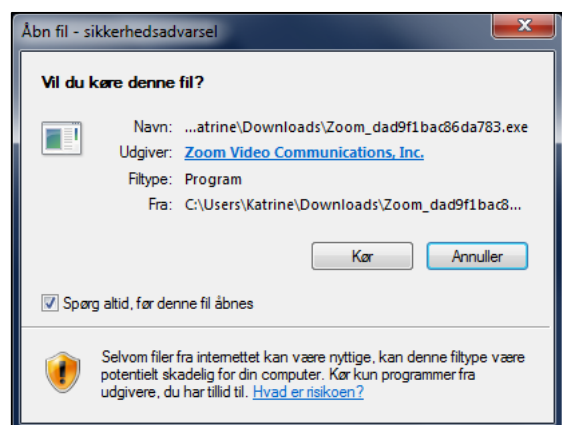 Åbn fil - sikkerhedsadvarsel
Vil du køre denne fil?
Navn: ...atrine\Downloads\Zoom_dad9f1bac86da783.exe
Udgiver: Zoom Video Communications, Inc.
Filtype: Program
Fra: C:\Users\Katrine\Downloads\Zoom_dad9f1bac8...
Kør Annuller
Spørg altid, før denne fil åbnes
Selvom filer fra internettet kan være nyttige, kan denne filtype være
potentielt skadelig for din computer. Kør kun programmer fra
udgivere, du har tillid til. Hvad er risikoen?